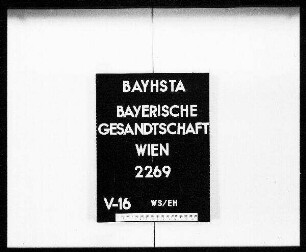 BAYHSTA
BAYERISCHE
GESANDTSCHAFT
WIEN
2269
V-16 WS/EH